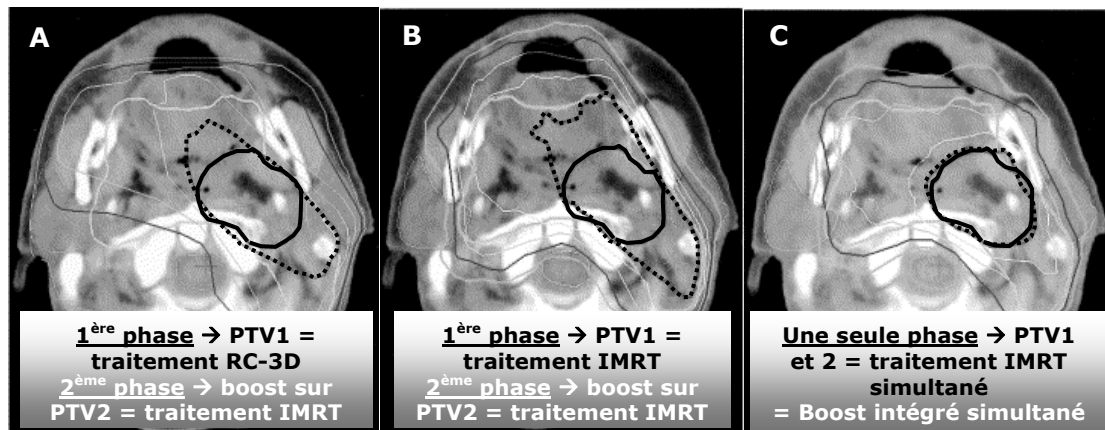 A
B
C
1ère phase → PTV1 =
traitement RC-3D
2ème phase → boost sur
PTV2 = traitement IMRT
1ère phase → PTV1 =
traitement IMRT
2ème phase → boost sur
PTV2 = traitement IMRT
Une seule phase → PTV1
et 2 = traitement IMRT
simultané
= Boost intégré simultané